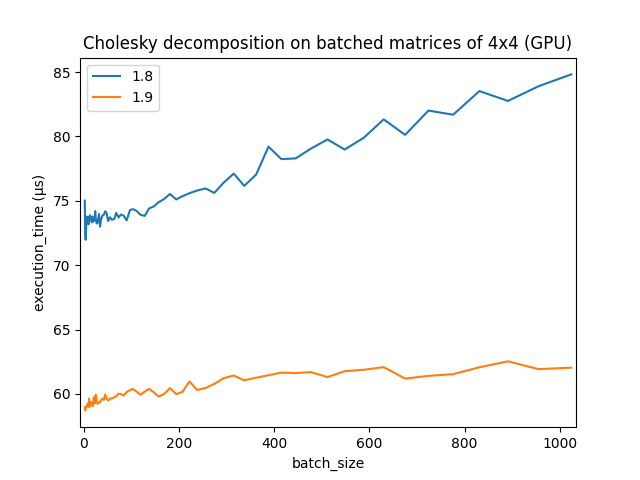 Cholesky decomposition on batched matrices of 4x4 (GPU)
1.8
1.9
execution_time (µs)
85
80
75
70
65
60
0 200 400 600 800 1000
batch_size